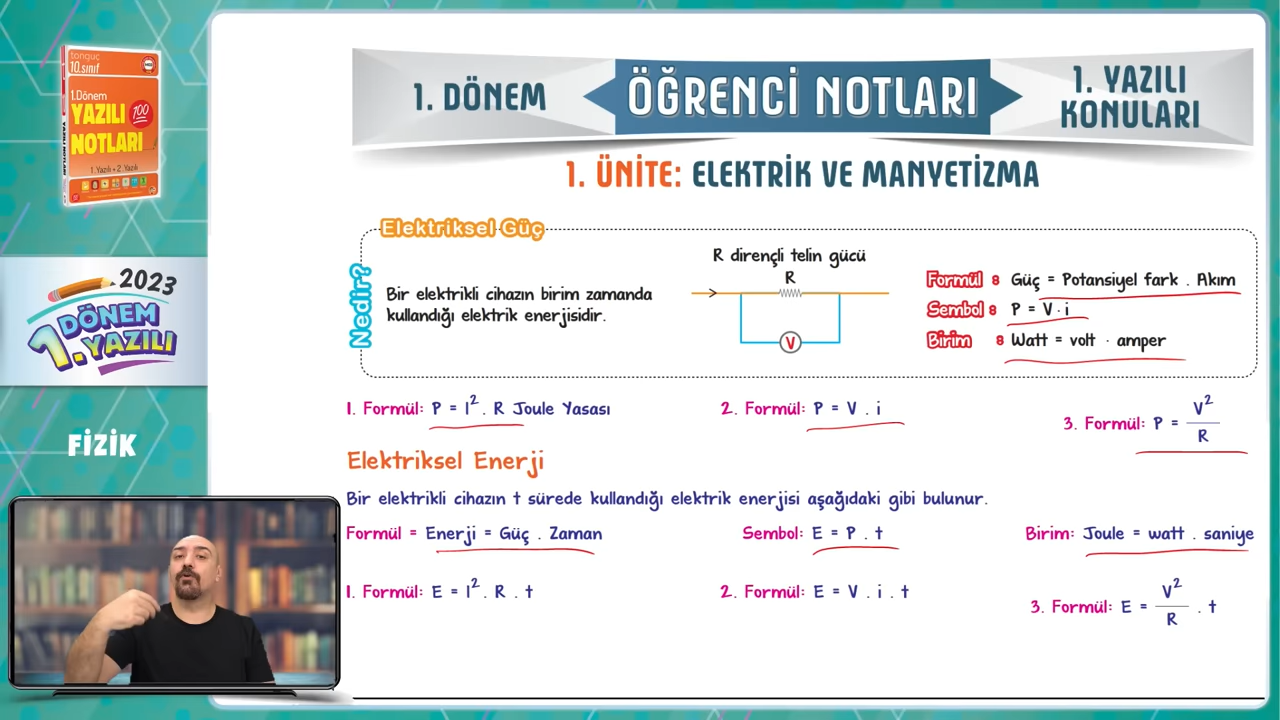 tonguç
10.sınıf
1.Dönem
YAZILI
100
NOTLARI
1. Yazılı • 2. Yazılı
YAZILI NOTLARI
2023
1. DÖNEM
1. YAZILI
FİZİK
1. DÖNEM
ÖĞRENCİ NOTLARI
1. YAZILI
KONULARI
1. ÜNİTE: ELEKTRİK VE MANYETİZMA
Elektriksel Güç
Nedir?
Bir elektrikli cihazın birim zamanda
kullandığı elektrik enerjisidir.
R dirençli telin gücü
R
V
Formül : Güç = Potansiyel fark . Akım
Sembol : P = V . i
Birim : Watt = volt . amper
1. Formül: P = I² . R Joule Yasası
2. Formül: P = V . i
3. Formül: P = V² / R
Elektriksel Enerji
Bir elektrikli cihazın t sürede kullandığı elektrik enerjisi aşağıdaki gibi bulunur.
Formül = Enerji = Güç . Zaman
Sembol: E = P . t
Birim: Joule = watt . saniye
1. Formül: E = I² . R . t
2. Formül: E = V . i . t
3. Formül: E = V² / R . t